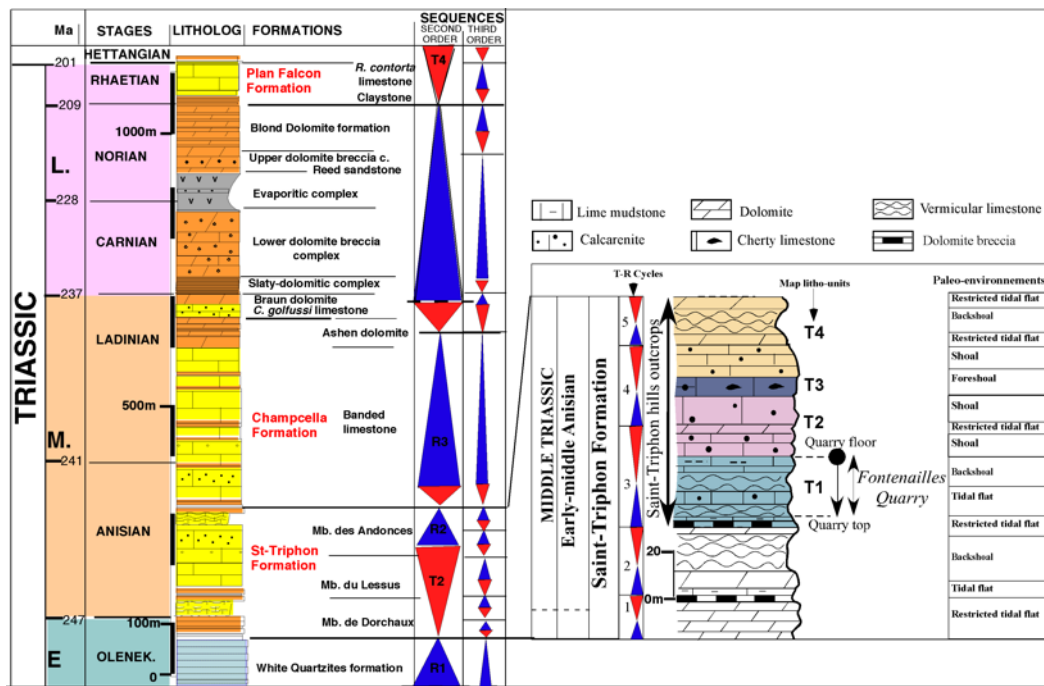 SEQUENCES
Ma STAGES LITHOLOG FORMATIONS SECOND ORDER THIRD ORDER
HETTANGIAN
201
T4
R. contorta
limestone
Claystone
Plan Falcon
Formation
RHAETIAN
209
1000m
Blond Dolomite formation
NORIAN
L.
Upper dolomite breccia c.
Reed sandstone
V V V
V V
Evaporitic complex
228
CARNIAN
Lower dolomite breccia
complex
Slaty-dolomitic complex
237
Braun dolomite
C. golfussi limestone
LADINIAN
Ashen dolomite
TRIASSIC
500m
Champcella
Formation
Banded
limestone
M.
R3
241
ANISIAN
Mb. des Andonces
R2
St-Triphon
Formation
T2
Mb. du Lessus
247
Mb. de Dorchaux
100m
E
OLENEK.
0
White Quartzites formation
R1
Lime mudstone
Dolomite
Vermicular limestone
Calcarenite
Cherty limestone
Dolomite breccia
T-R Cycles
Map litho-units
Paleo-environnements
MIDDLE TRIASSIC
Early-middle Anisian
Saint-Triphon Formation
5
4
3
2
1
Saint-Triphon hills outcrops
20
0m
T4
T3
T2
T1
Quarry floor
Fontenailles
Quarry
Quarry top
Restricted tidal flat
Backshoal
Restricted tidal flat
Shoal
Foreshoal
Shoal
Restricted tidal flat
Shoal
Backshoal
Tidal flat
Restricted tidal flat
Backshoal
Tidal flat
Restricted tidal flat